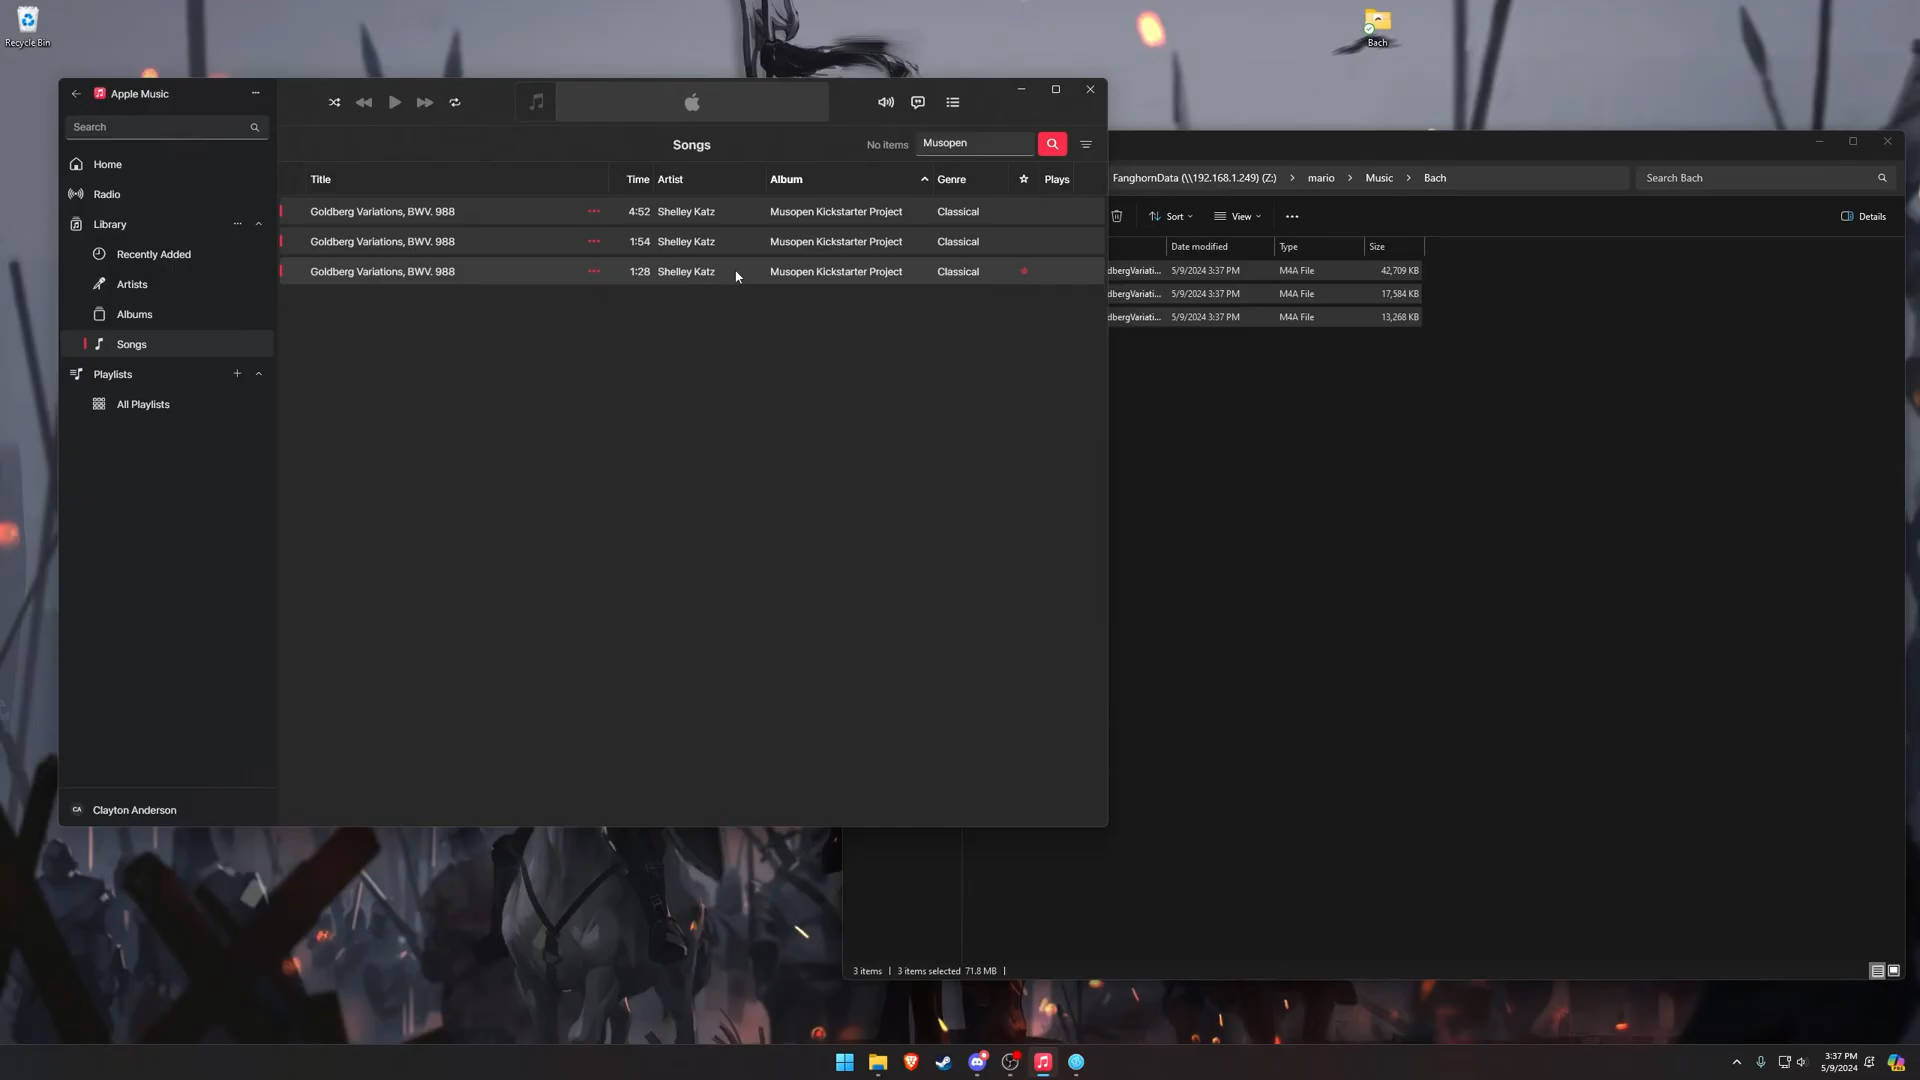 Recycle Bin
Bach
Apple Music
Search
Home
Radio
Library
Recently Added
Artists
Albums
Songs
Playlists
All Playlists
CA Clayton Anderson
Songs
No items
Musopen
Title Time Artist Album Genre Plays
Goldberg Variations, BWV. 988 4:52 Shelley Katz Musopen Kickstarter Project Classical
Goldberg Variations, BWV. 988 1:54 Shelley Katz Musopen Kickstarter Project Classical
Goldberg Variations, BWV. 988 1:28 Shelley Katz Musopen Kickstarter Project Classical
FanghornData (\\192.168.1.249) (Z:) > mario > Music > Bach
Search Bach
Sort View Details
Date modified Type Size
dbergVariati... 5/9/2024 3:37 PM M4A File 42,709 KB
dbergVariati... 5/9/2024 3:37 PM M4A File 17,584 KB
dbergVariati... 5/9/2024 3:37 PM M4A File 13,268 KB
3 items | 3 items selected 71.8 MB |
3:37 PM
5/9/2024